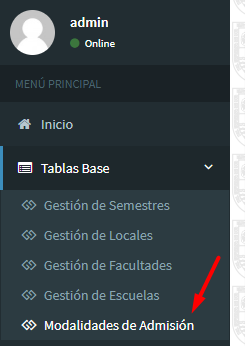 admin
Online
MENÚ PRINCIPAL
Inicio
Tablas Base
Gestión de Semestres
Gestión de Locales
Gestión de Facultades
Gestión de Escuelas
Modalidades de Admisión